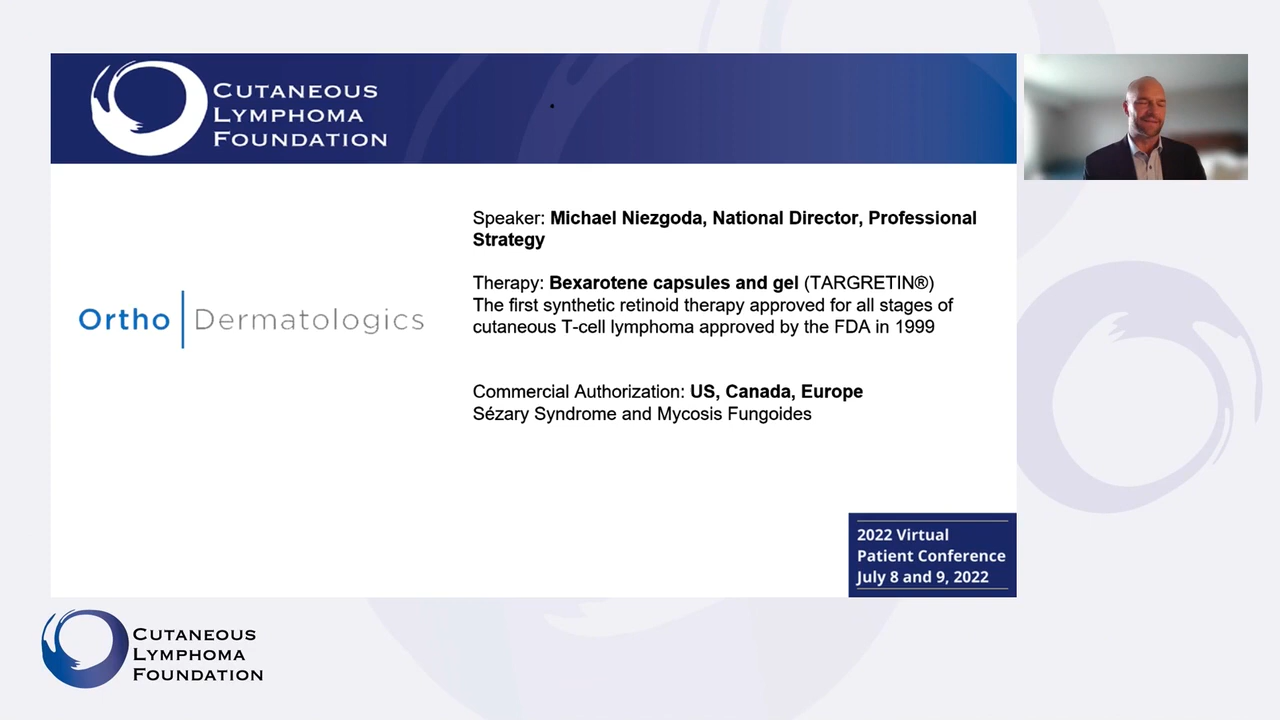 CUTANEOUS
LYMPHOMA
FOUNDATION
Speaker: Michael Niezgoda, National Director, Professional
Strategy
Therapy: Bexarotene capsules and gel (TARGRETIN®)
The first synthetic retinoid therapy approved for all stages of
cutaneous T-cell lymphoma approved by the FDA in 1999
Ortho Dermatologics
Commercial Authorization: US, Canada, Europe
Sézary Syndrome and Mycosis Fungoides
2022 Virtual
Patient Conference
July 8 and 9, 2022
CUTANEOUS
LYMPHOMA
FOUNDATION